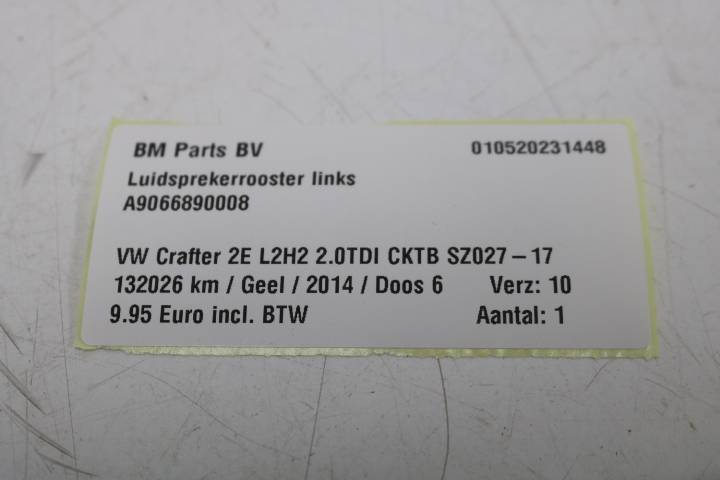 BM Parts BV 010520231448
Luidsprekerrooster links
A9066890008
VW Crafter 2E L2H2 2.0TDI CKTB SZ027-17
132026 km / Geel / 2014 / Doos 6 Verz: 10
9.95 Euro incl. BTW Aantal: 1